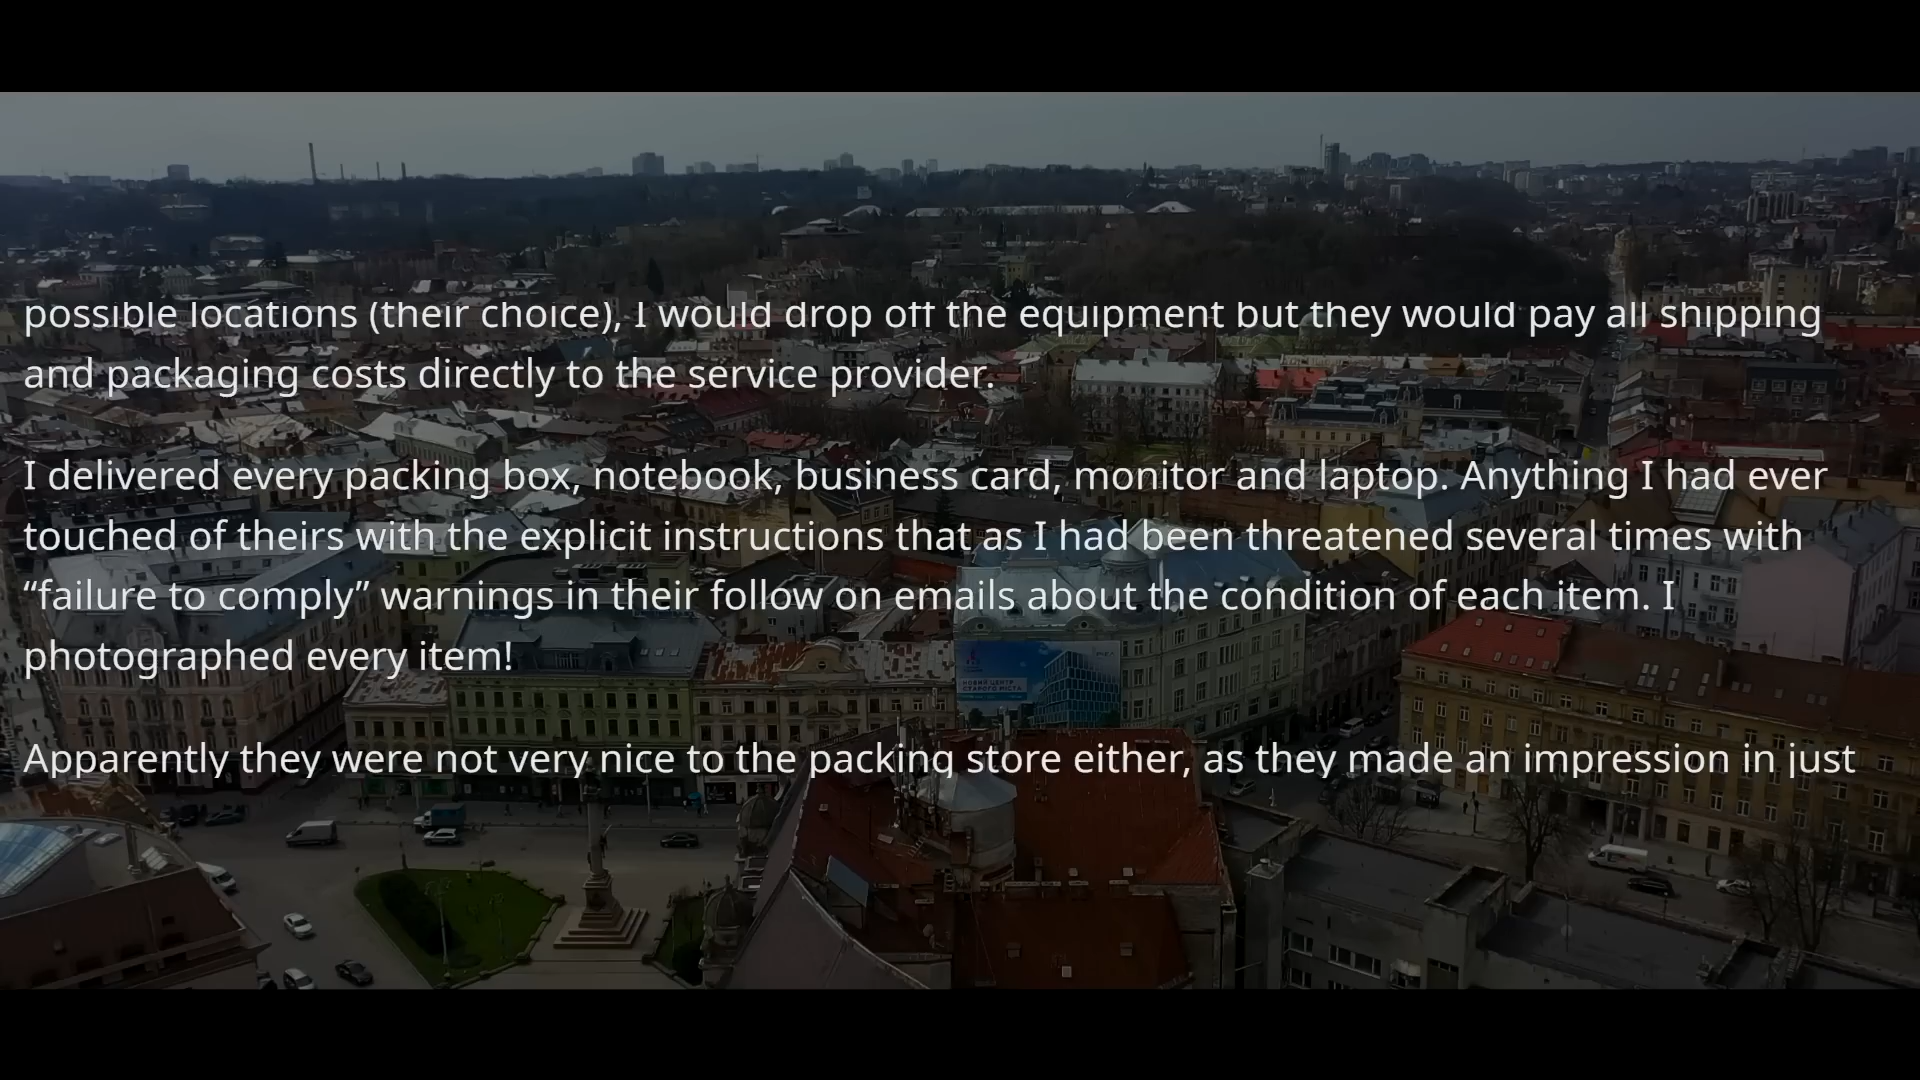 possible locations (their choice), I would drop off the equipment but they would pay all shipping
and packaging costs directly to the service provider.
I delivered every packing box, notebook, business card, monitor and laptop. Anything I had ever
touched of theirs with the explicit instructions that as I had been threatened several times with
“failure to comply” warnings in their follow on emails about the condition of each item. I
photographed every item!
НОВИЙ ЦЕНТР
СТАРОГО МІСТА
Apparently they were not very nice to the packing store either, as they made an impression in just